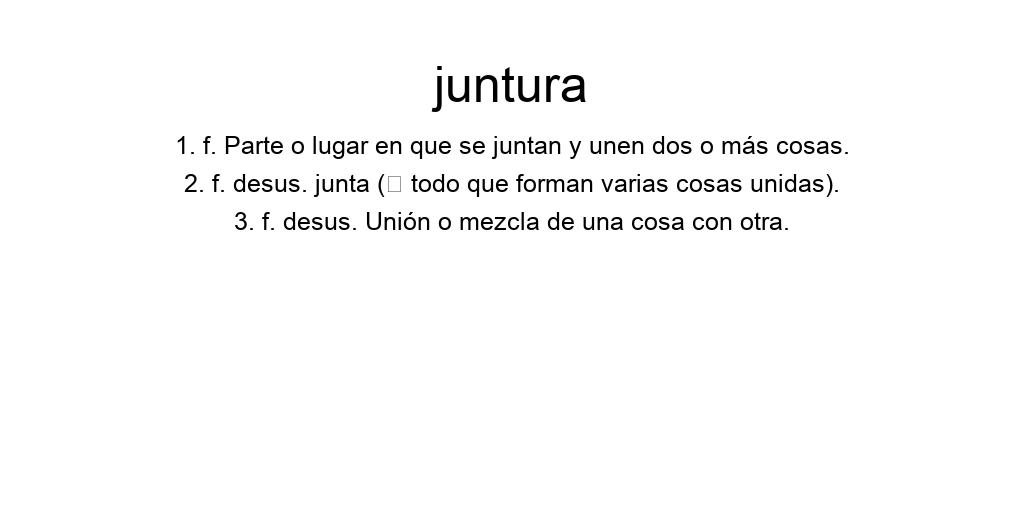 juntura
1. f. Parte o lugar en que se juntan y unen dos o más cosas.
2. f. desus. junta (□ todo que forman varias cosas unidas).
3. f. desus. Unión o mezcla de una cosa con otra.